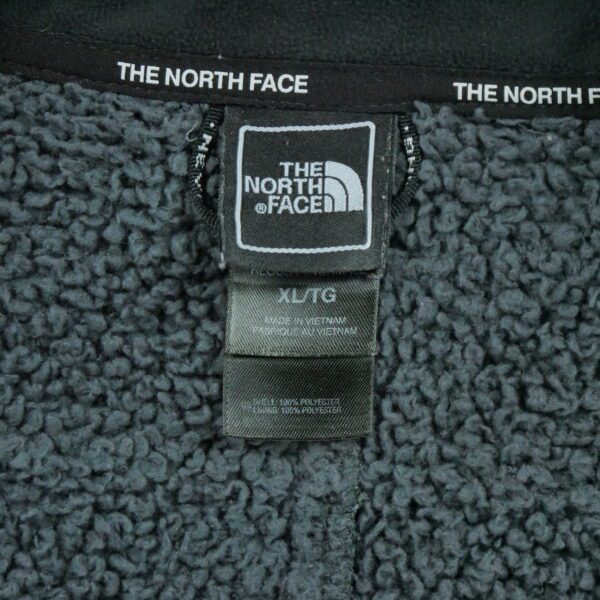 THE NORTH FACE
THE NORTH F
THE
NORTH
FACE
®
XL/TG
MADE IN VIETNAM
FABRIQUÉ AU VIETNAM
SHELL: 100% POLYESTER
LINING: 100% POLYESTER